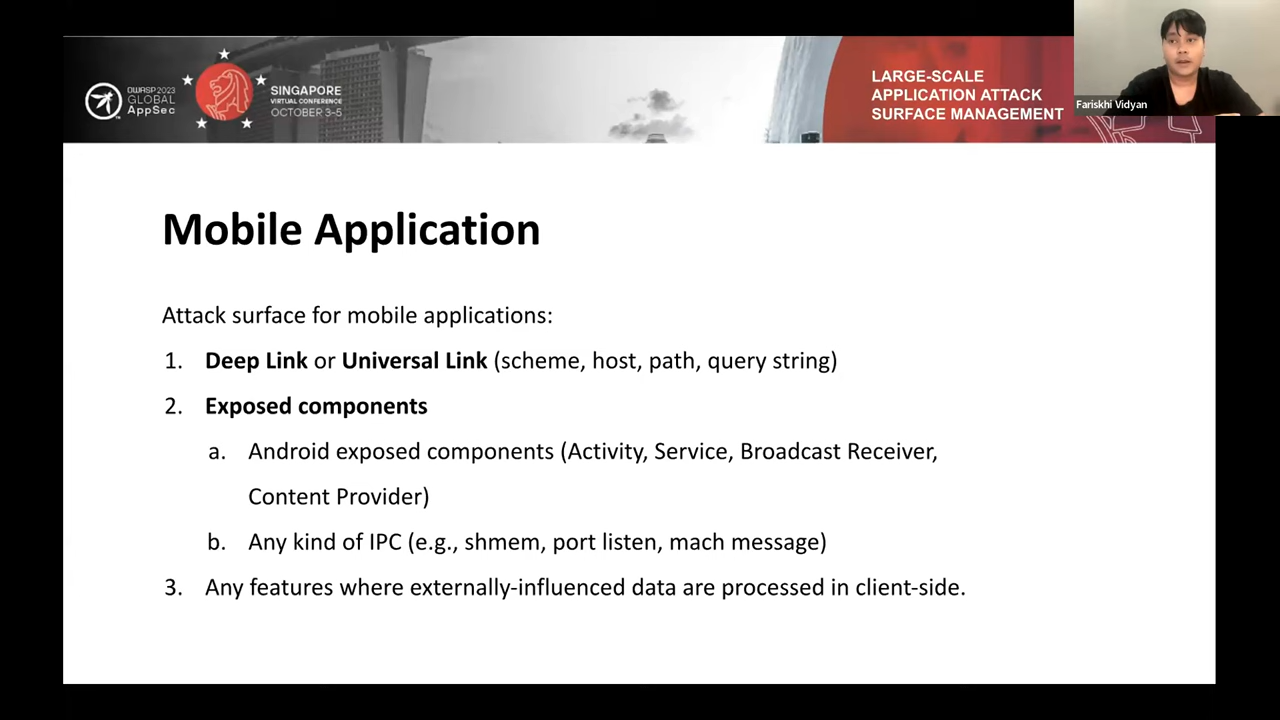 OWASP2023
GLOBAL
AppSec
SINGAPORE
VIRTUAL CONFERENCE
OCTOBER 3-5
LARGE-SCALE
APPLICATION ATTACK
SURFACE MANAGEMENT
Fariskhi Vidyan
Mobile Application
Attack surface for mobile applications:
1. Deep Link or Universal Link (scheme, host, path, query string)
2. Exposed components
a. Android exposed components (Activity, Service, Broadcast Receiver,
Content Provider)
b. Any kind of IPC (e.g., shmem, port listen, mach message)
3. Any features where externally-influenced data are processed in client-side.